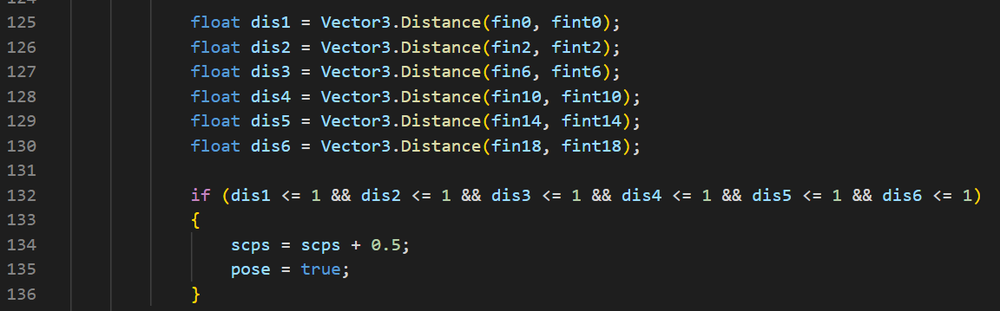 124
125 float dis1 = Vector3.Distance(fin0, fint0);
126 float dis2 = Vector3.Distance(fin2, fint2);
127 float dis3 = Vector3.Distance(fin6, fint6);
128 float dis4 = Vector3.Distance(fin10, fint10);
129 float dis5 = Vector3.Distance(fin14, fint14);
130 float dis6 = Vector3.Distance(fin18, fint18);
131
132 if (dis1 <= 1 && dis2 <= 1 && dis3 <= 1 && dis4 <= 1 && dis5 <= 1 && dis6 <= 1)
133 {
134 scps = scps + 0.5;
135 pose = true;
136 }